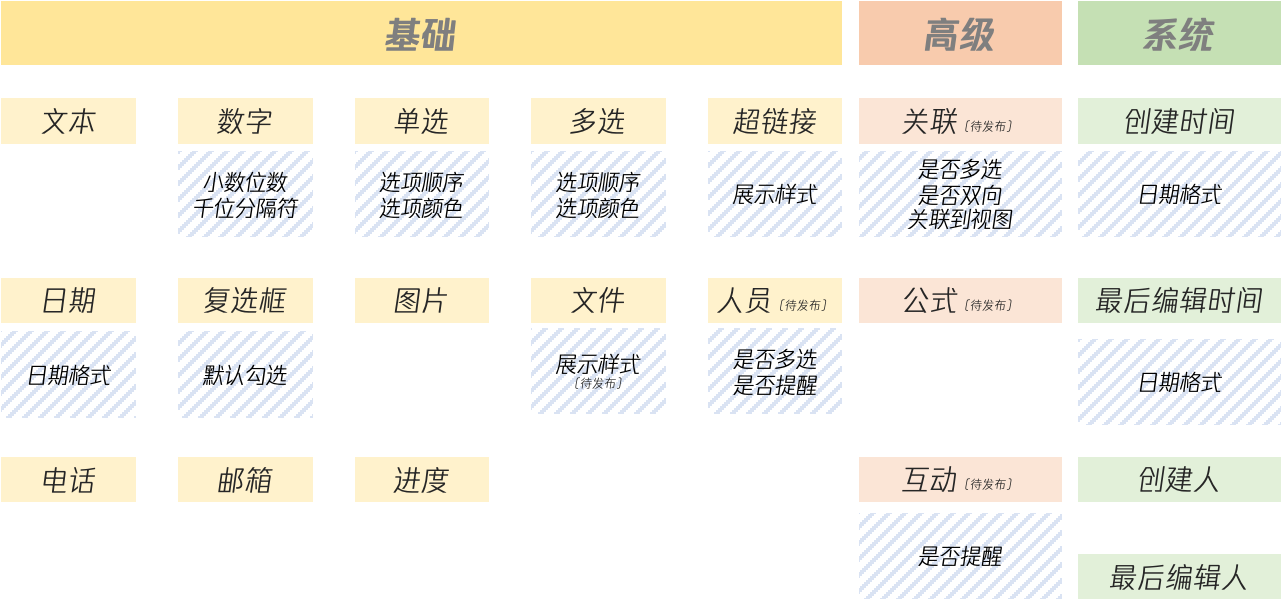 基础
高级
系统
文本
数字
单选
多选
超链接
关联 (待发布)
创建时间
小数位数
千位分隔符
选项顺序
选项颜色
选项顺序
选项颜色
展示样式
是否多选
是否双向
关联到视图
日期格式
日期
复选框
图片
文件
人员 (待发布)
公式 (待发布)
最后编辑时间
日期格式
默认勾选
展示样式
(待发布)
是否多选
是否提醒
日期格式
电话
邮箱
进度
互动 (待发布)
创建人
是否提醒
最后编辑人